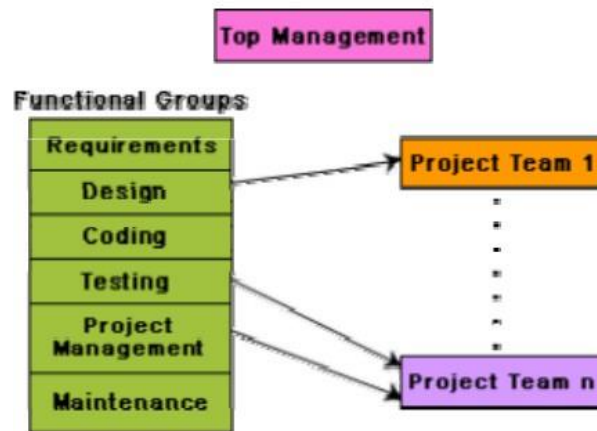 Top Management
Functional Groups
Requirements
Design
Coding
Testing
Project
Management
Maintenance
Project Team 1
Project Team n